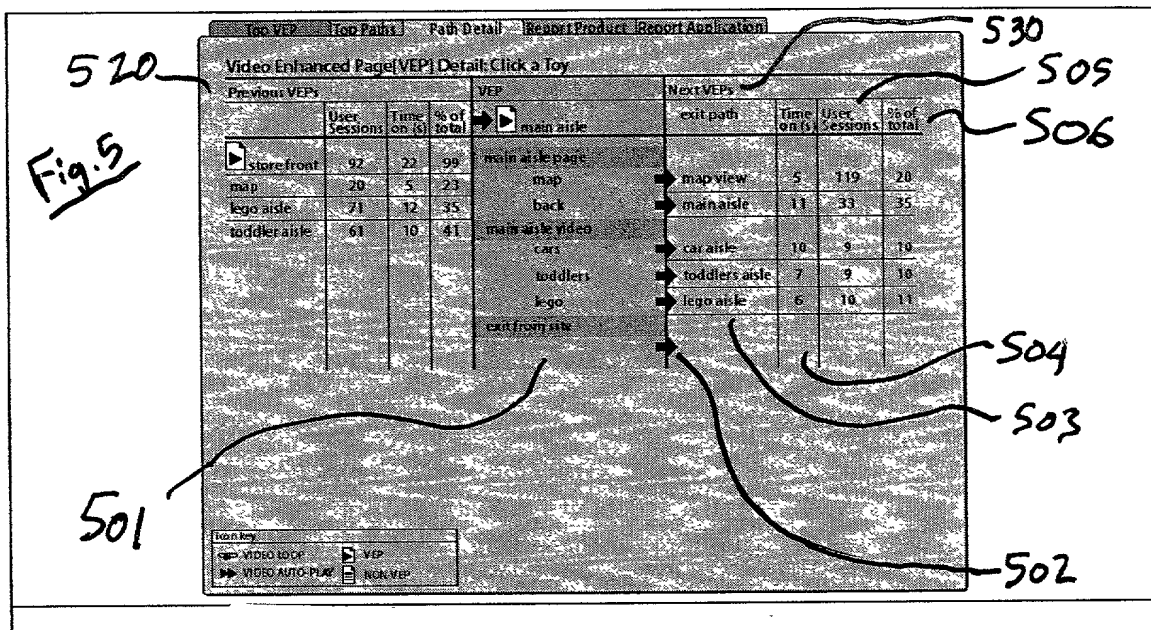 Top VEP Top Paths Path Detail Report Product Report Application
530
520
Video Enhanced Page[VEP] Detail: Click a Toy
505
Previous VEPs VEP Next VEPs
User Sessions Time on (s) % of total main aisle exit path Time on (s) User Sessions % of total
506
Fig.5
store front 92 22 99 main aisle page
map 20 5 23 map map view 5 119 20
lego aisle 71 12 35 back main aisle 11 33 35
toddler aisle 61 10 41 main aisle video
cars car aisle 10 9 10
toddlers toddlers aisle 7 9 10
lego lego aisle 6 10 11
exit from site
504
503
501
502
Icon key
VIDEO LOOP VEP
VIDEO AUTO-PLAY NON VEP